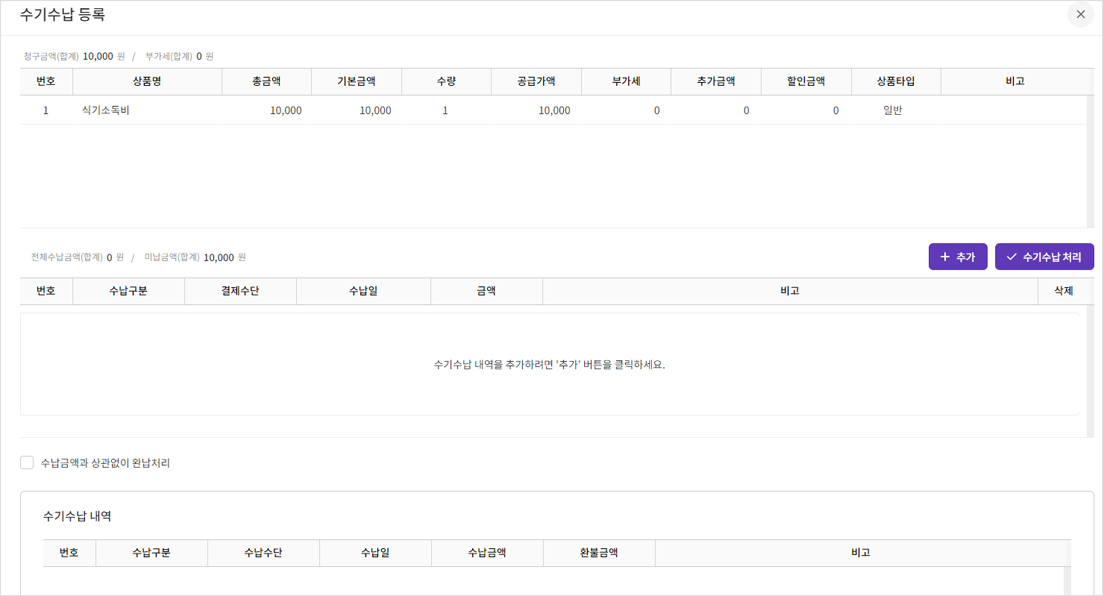 수기수납 등록
청구금액(합계) 10,000 원 / 부가세(합계) 0 원
번호 상품명 총금액 기본금액 수량 공급가액 부가세 추가금액 할인금액 상품타입 비고
1 식기소독비 10,000 10,000 1 10,000 0 0 0 일반
전체수납금액(합계) 0 원 / 미납금액(합계) 10,000 원
추가 수기수납 처리
번호 수납구분 결제수단 수납일 금액 비고 삭제
수기수납 내역을 추가하려면 '추가' 버튼을 클릭하세요.
수납금액과 상관없이 완납처리
수기수납 내역
번호 수납구분 수납수단 수납일 수납금액 환불금액 비고